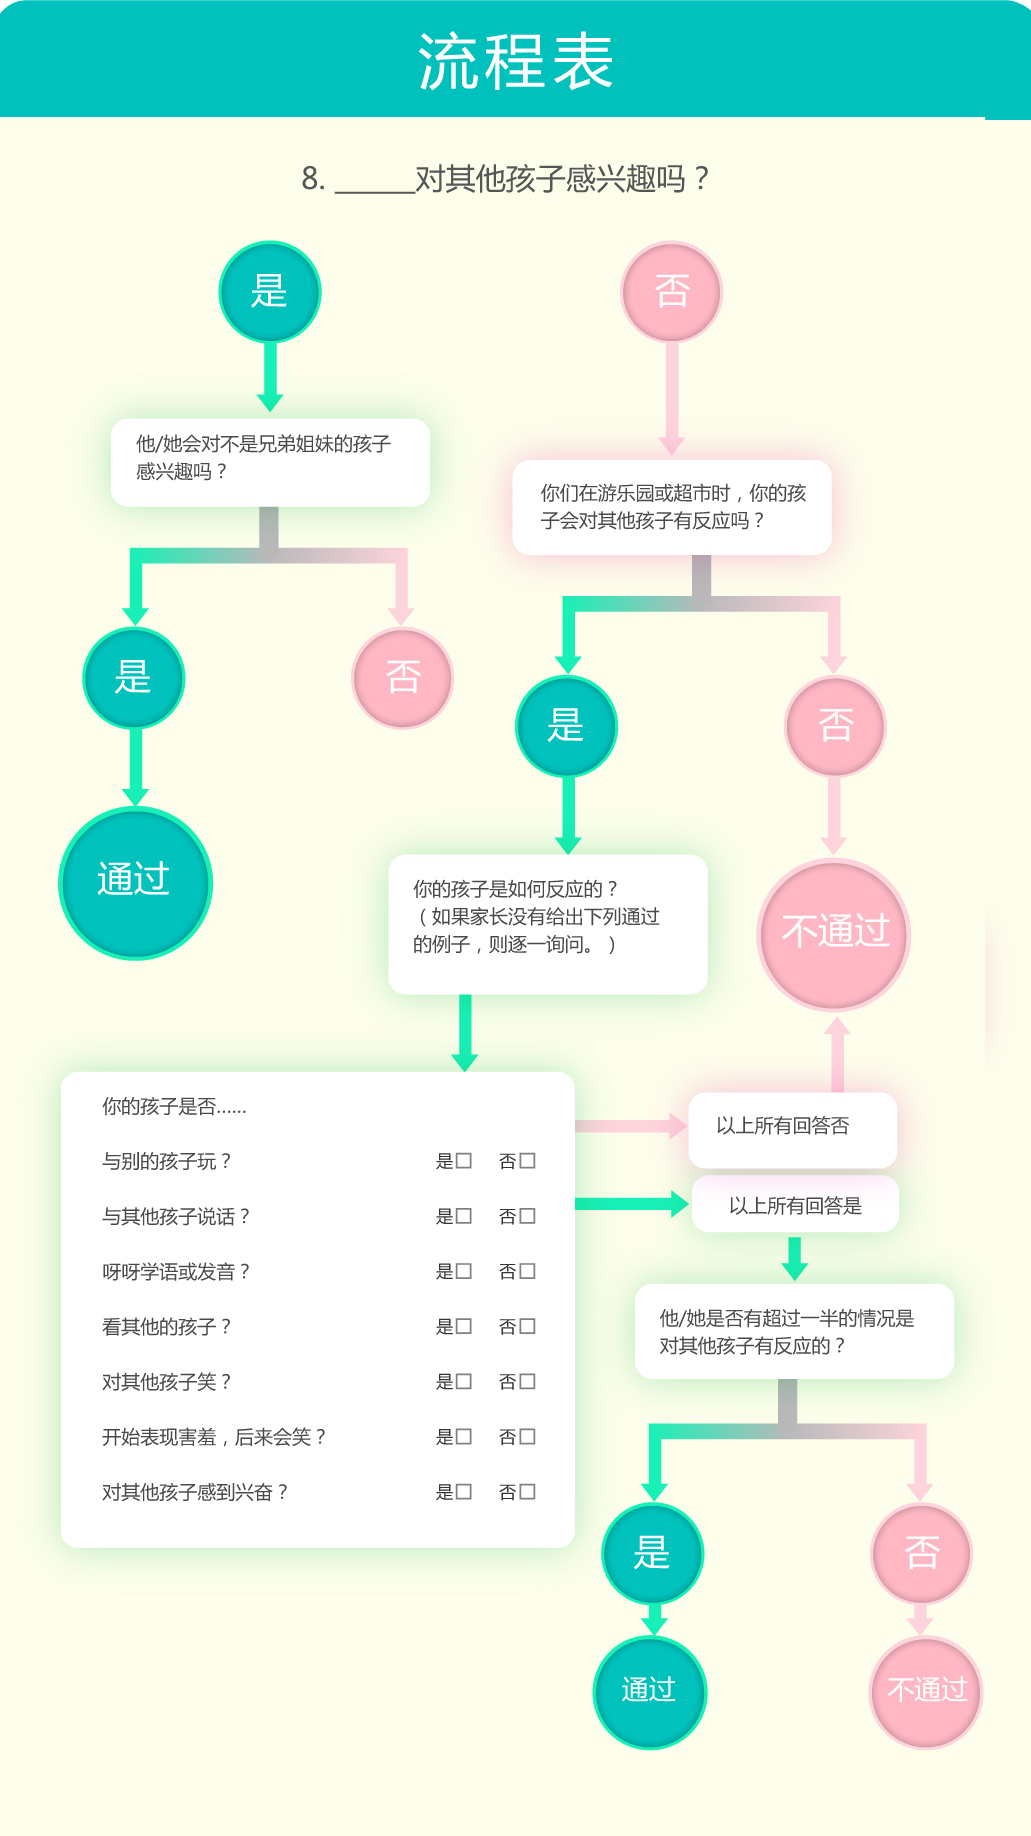 流程表
8. ______对其他孩子感兴趣吗？
是
否
他/她会对不是兄弟姐妹的孩子
感兴趣吗？
你们在游乐园或超市时，你的孩
子会对其他孩子有反应吗？
是
否
是
否
通过
你的孩子是如何反应的？
（如果家长没有给出下列通过
的例子，则逐一询问。）
不通过
你的孩子是否......
与别的孩子玩？ 是□ 否□
与其他孩子说话？ 是□ 否□
呀呀学语或发音？ 是□ 否□
看其他的孩子？ 是□ 否□
对其他孩子笑？ 是□ 否□
开始表现害羞，后来会笑？ 是□ 否□
对其他孩子感到兴奋？ 是□ 否□
以上所有回答否
以上所有回答是
他/她是否有超过一半的情况是
对其他孩子有反应的？
是
否
通过
不通过